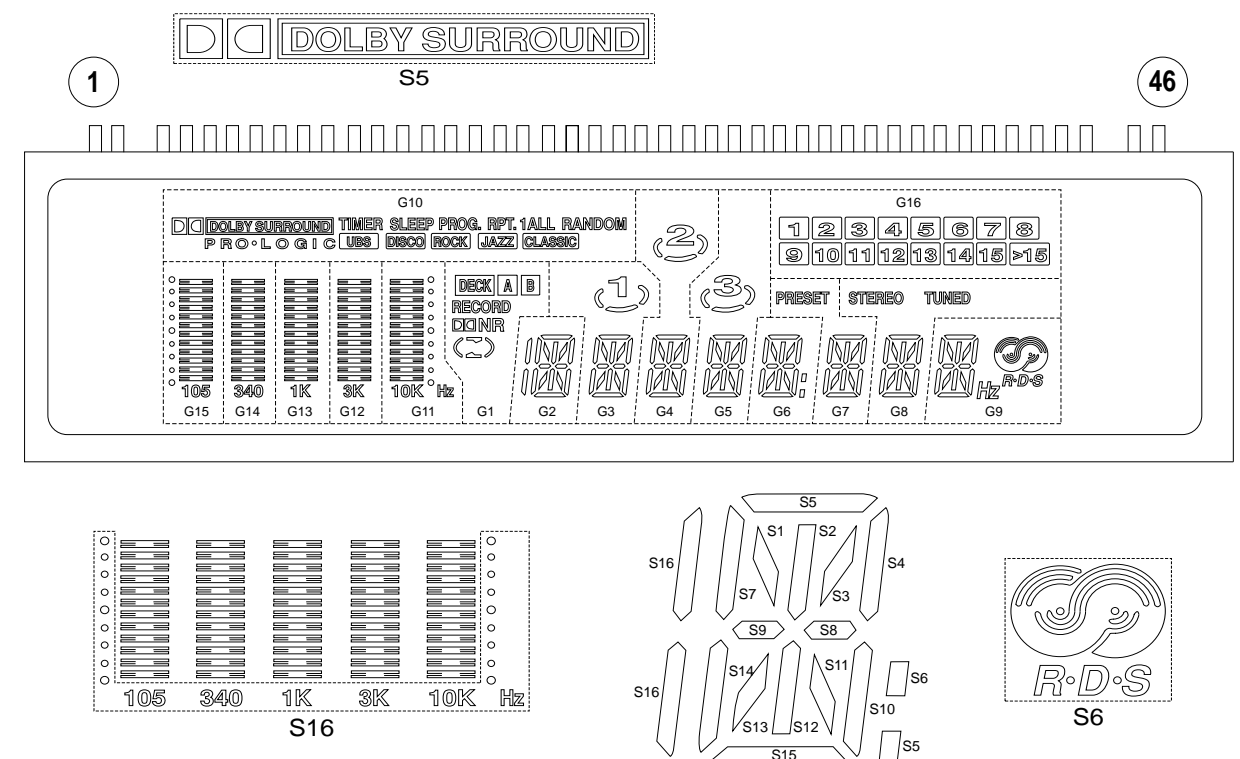 DOLBY SURROUND
S5
1
46
G10
G16
DOLBY SURROUND TIMER SLEEP PROG. RPT. 1 ALL RANDOM
PRO•LOGIC UBS DISCO ROCK JAZZ CLASSIC
2
1 2 3 4 5 6 7 8
9 10 11 12 13 14 15 >15
DECK A B
RECORD
NR
1
3
PRESET STEREO TUNED
105 340 1K 3K 10K Hz
Hz
R•D•S
G15 G14 G13 G12 G11 G1 G2 G3 G4 G5 G6 G7 G8 G9
105 340 1K 3K 10K Hz
S16
S5
S16 S1 S2 S4
S7 S3
S9 S8
S14 S11 S6
S16 S10
S13 S12 S5
S15
R•D•S
S6